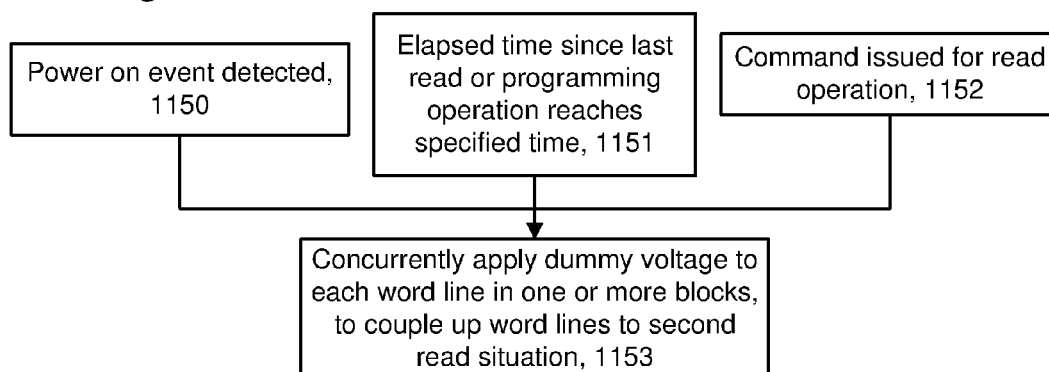 Power on event detected,
1150
Elapsed time since last
read or programming
operation reaches
specified time, 1151
Command issued for read
operation, 1152
Concurrently apply dummy voltage to
each word line in one or more blocks,
to couple up word lines to second
read situation, 1153